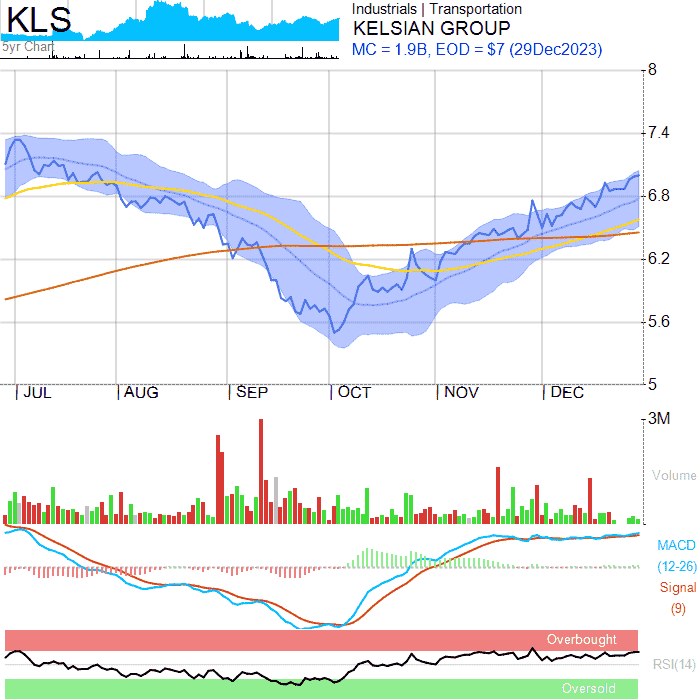 KLS
5yr Chart
Industrials | Transportation
KELSIAN GROUP
MC = 1.9B, EOD = $7 (29Dec2023)
8
7.4
6.8
6.2
5.6
5
JUL AUG SEP OCT NOV DEC
3M
Volume
MACD
(12-26)
Signal
(9)
Overbought
RSI(14)
Oversold